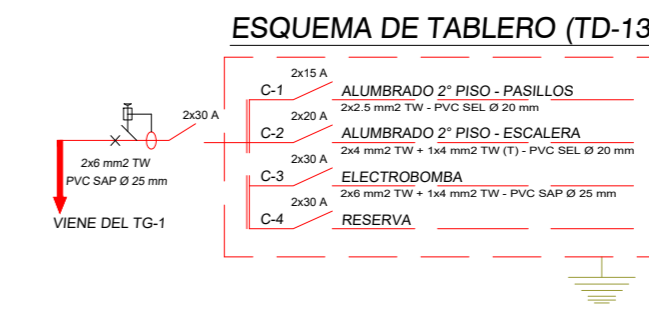 ESQUEMA DE TABLERO (TD-13
2x15 A
C-1 ALUMBRADO 2° PISO - PASILLOS
2x2.5 mm2 TW - PVC SEL Ø 20 mm
2x30 A
2x20 A
C-2 ALUMBRADO 2° PISO - ESCALERA
2x4 mm2 TW + 1x4 mm2 TW (T) - PVC SEL Ø 20 mm
2x6 mm2 TW
PVC SAP Ø 25 mm
2x30 A
C-3 ELECTROBOMBA
2x6 mm2 TW + 1x4 mm2 TW - PVC SAP Ø 25 mm
2x30 A
C-4 RESERVA
VIENE DEL TG-1